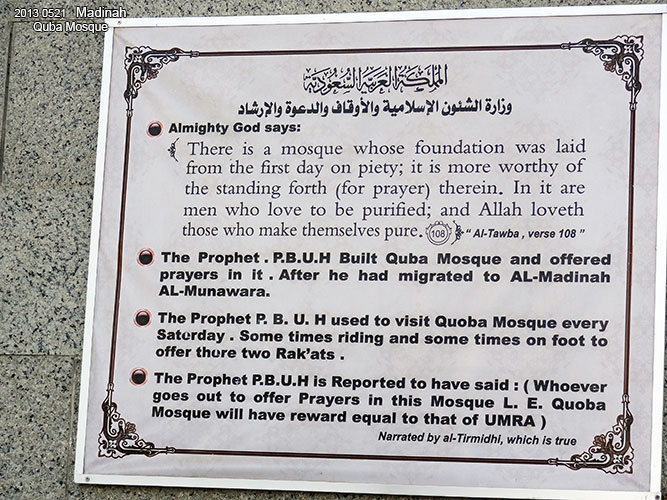 2013 0521 Madinah
Quba Mosque
المملكة العربية السعودية
وزارة الشئون الإسلامية والأوقاف والدعوة والإرشاد
Almighty God says:
There is a mosque whose foundation was laid
from the first day on piety; it is more worthy of
the standing forth (for prayer) therein. In it are
men who love to be purified; and Allah loveth
those who make themselves pure. 108 " Al-Tawba , verse 108 "
The Prophet . P.B.U.H Built Quba Mosque and offered
prayers in it . After he had migrated to AL-Madinah
AL-Munawara.
The Prophet P. B. U. H used to visit Quoba Mosque every
Saterday . Some times riding and some times on foot to
offer there two Rak'ats .
The Prophet P.B.U.H is Reported to have said : ( Whoever
goes out to offer Prayers in this Mosque L. E. Quoba
Mosque will have reward equal to that of UMRA )
Narrated by al-Tirmidhi, which is true